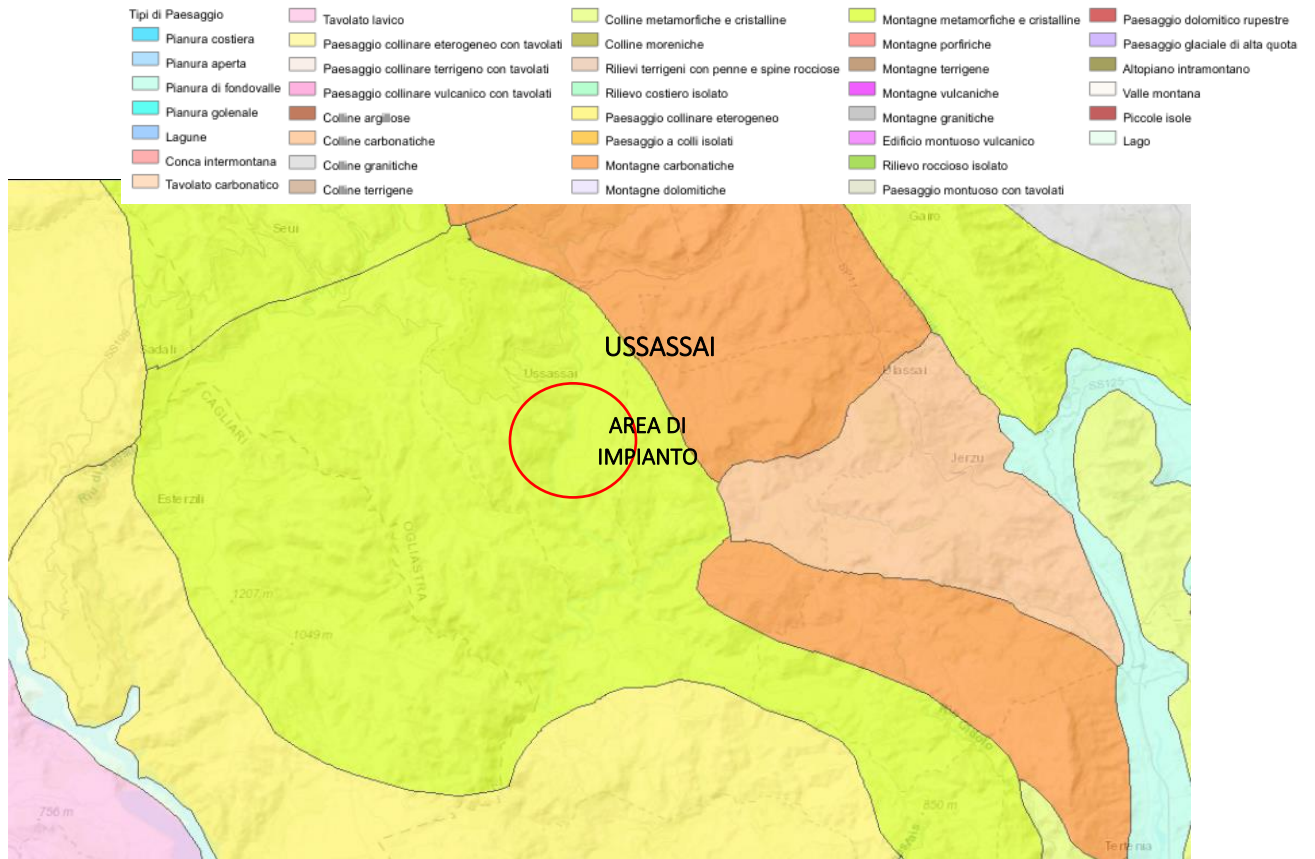 Tipi di Paesaggio
Pianura costiera
Pianura aperta
Pianura di fondovalle
Pianura golenale
Lagune
Conca intermontana
Tavolato carbonatico
Tavolato lavico
Paesaggio collinare eterogeneo con tavolati
Paesaggio collinare terrigeno con tavolati
Paesaggio collinare vulcanico con tavolati
Colline argillose
Colline carbonatiche
Colline granitiche
Colline terrigene
Colline metamorfiche e cristalline
Colline moreniche
Rilievi terrigeni con penne e spine rocciose
Rilievo costiero isolato
Paesaggio collinare eterogeneo
Paesaggio a colli isolati
Montagne carbonatiche
Montagne dolomitiche
Montagne metamorfiche e cristalline
Montagne porfiriche
Montagne terrigene
Montagne vulcaniche
Montagne granitiche
Edificio montuoso vulcanico
Rilievo roccioso isolato
Paesaggio montuoso con tavolati
Paesaggio dolomitico rupestre
Paesaggio glaciale di alta quota
Altopiano intramontano
Valle montana
Piccole isole
Lago
Seui
Gairo
SP11
SS198
Sadali
USSASSAI
Ussassai
Ulassai
SS125
CAGLIARI
AREA DI
IMPIANTO
Jerzu
Esterzili
OGLIASTRA
1207 m
1049 m
756 m
850 m
Tertenia